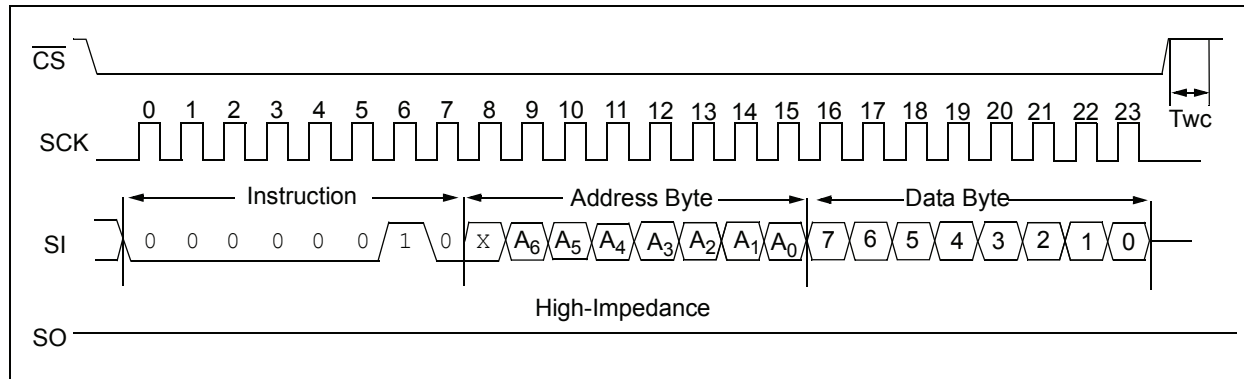 CS
0 1 2 3 4 5 6 7 8 9 10 11 12 13 14 15 16 17 18 19 20 21 22 23
Twc
SCK
Instruction Address Byte Data Byte
SI 0 0 0 0 0 0 1 0 X A6 A5 A4 A3 A2 A1 A0 7 6 5 4 3 2 1 0
High-Impedance
SO